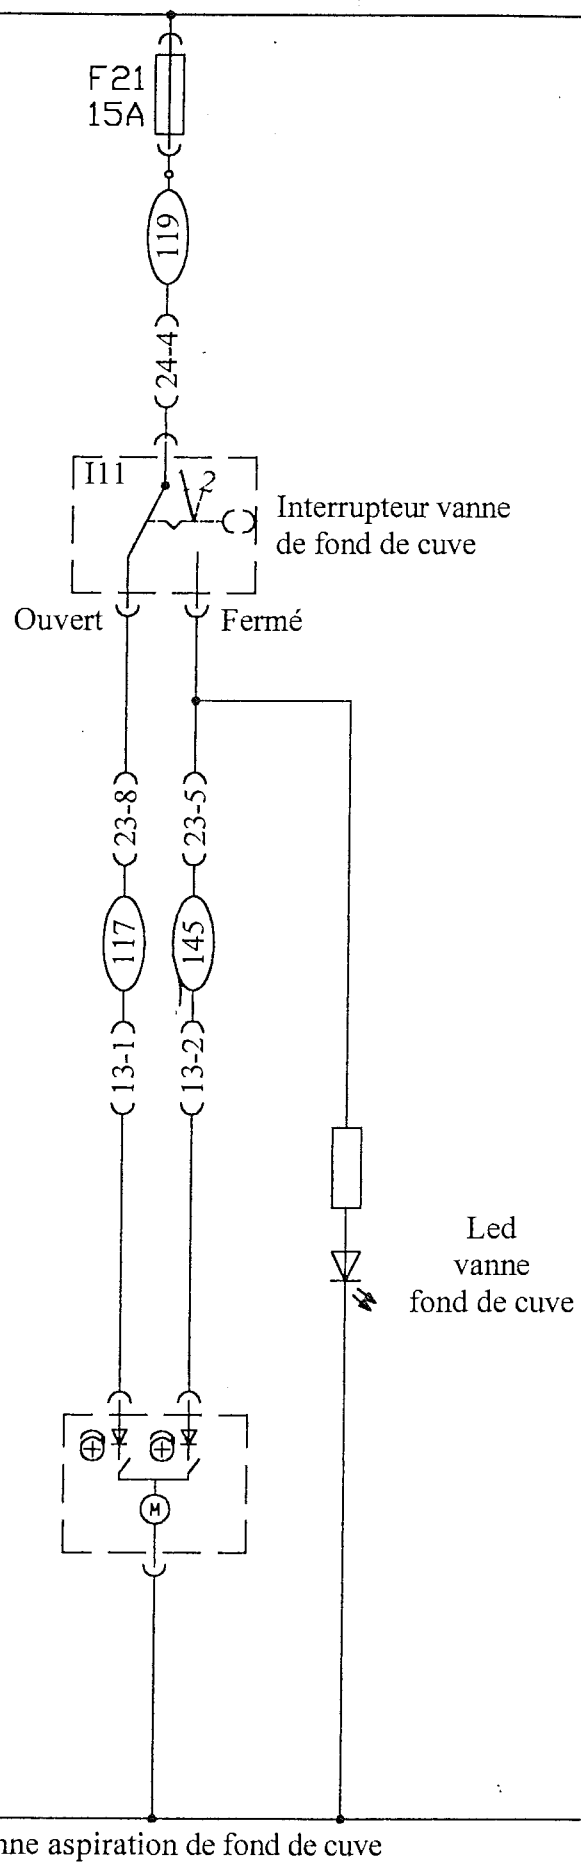 F21
15A
119
24-4
I11
2
Interrupteur vanne
de fond de cuve
Ouvert
Fermé
23-8
23-5
117
145
13-1
13-2
Led
vanne
fond de cuve
M
aspiration de fond de cuve